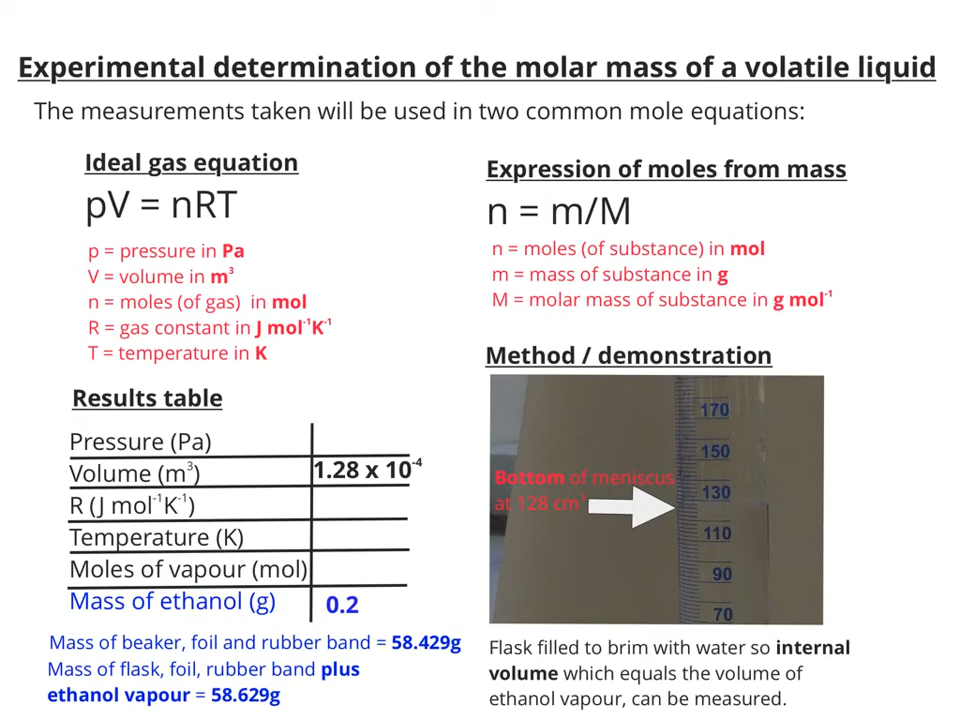 Experimental determination of the molar mass of a volatile liquid
The measurements taken will be used in two common mole equations:
Ideal gas equation
pV = nRT
p = pressure in Pa
V = volume in m³
n = moles (of gas)  in mol
R = gas constant in J mol⁻¹K⁻¹
T = temperature in K
Expression of moles from mass
n = m/M
n = moles (of substance) in mol
m = mass of substance in g
M = molar mass of substance in g mol⁻¹
Results table
Pressure (Pa)
Volume (m³) 1.28 x 10⁻⁴
R (J mol⁻¹K⁻¹)
Temperature (K)
Moles of vapour (mol)
Mass of ethanol (g) 0.2
Mass of beaker, foil and rubber band = 58.429g
Mass of flask, foil, rubber band plus
ethanol vapour = 58.629g
Method / demonstration
170
150
130
110
90
70
Bottom of meniscus
at 128 cm³
Flask filled to brim with water so internal
volume which equals the volume of
ethanol vapour, can be measured.